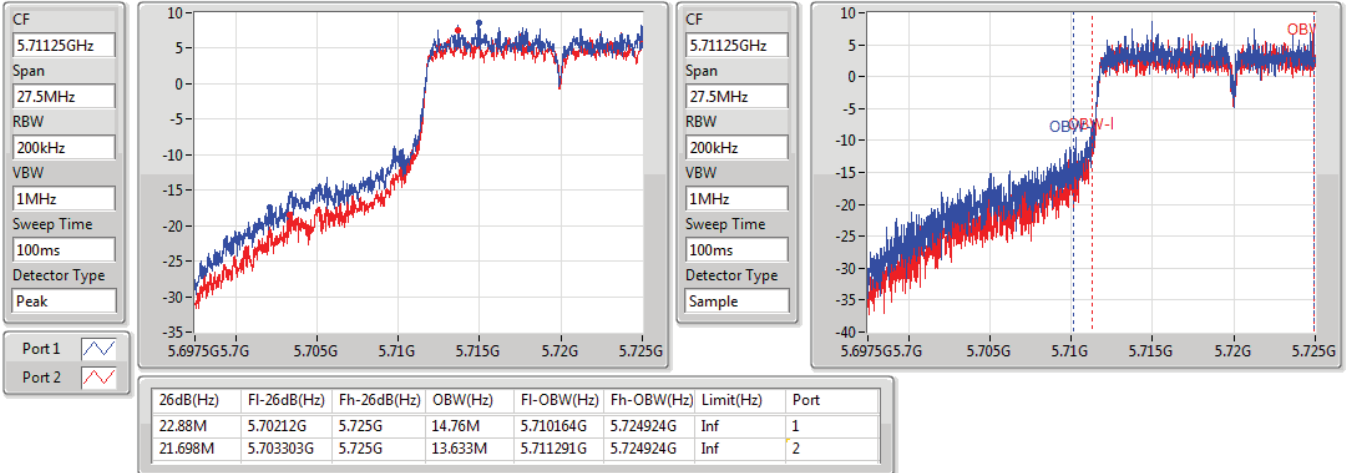 CF
5.71125GHz
Span
27.5MHz
RBW
200kHz
VBW
1MHz
Sweep Time
100ms
Detector Type
Peak
Port 1
Port 2
10
5
0
-5
-10
-15
-20
-25
-30
-35
5.6975G 5.7G 5.705G 5.71G 5.715G 5.72G 5.725G
CF
5.71125GHz
Span
27.5MHz
RBW
200kHz
VBW
1MHz
Sweep Time
100ms
Detector Type
Sample
10
5
0
-5
-10
-15
-20
-25
-30
-35
-40
OBW-l
5.6975G 5.7G 5.705G 5.71G 5.715G 5.72G 5.725G
26dB(Hz) Fl-26dB(Hz) Fh-26dB(Hz) OBW(Hz) Fl-OBW(Hz) Fh-OBW(Hz) Limit(Hz) Port
22.88M 5.70212G 5.725G 14.76M 5.710164G 5.724924G Inf 1
21.698M 5.703303G 5.725G 13.633M 5.711291G 5.724924G Inf 2